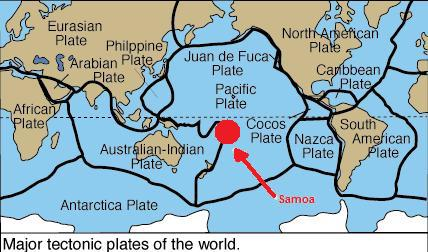 Eurasian
Plate
North American
Plate
Philppine
Plate
Juan de Fuca
Plate
Arabian
Plate
Caribbean
Plate
Pacific
Plate
African
Plate
Cocos
Plate
South
American
Plate
Nazca
Plate
Australian-Indian
Plate
Samoa
Antarctica Plate
Major tectonic plates of the world.